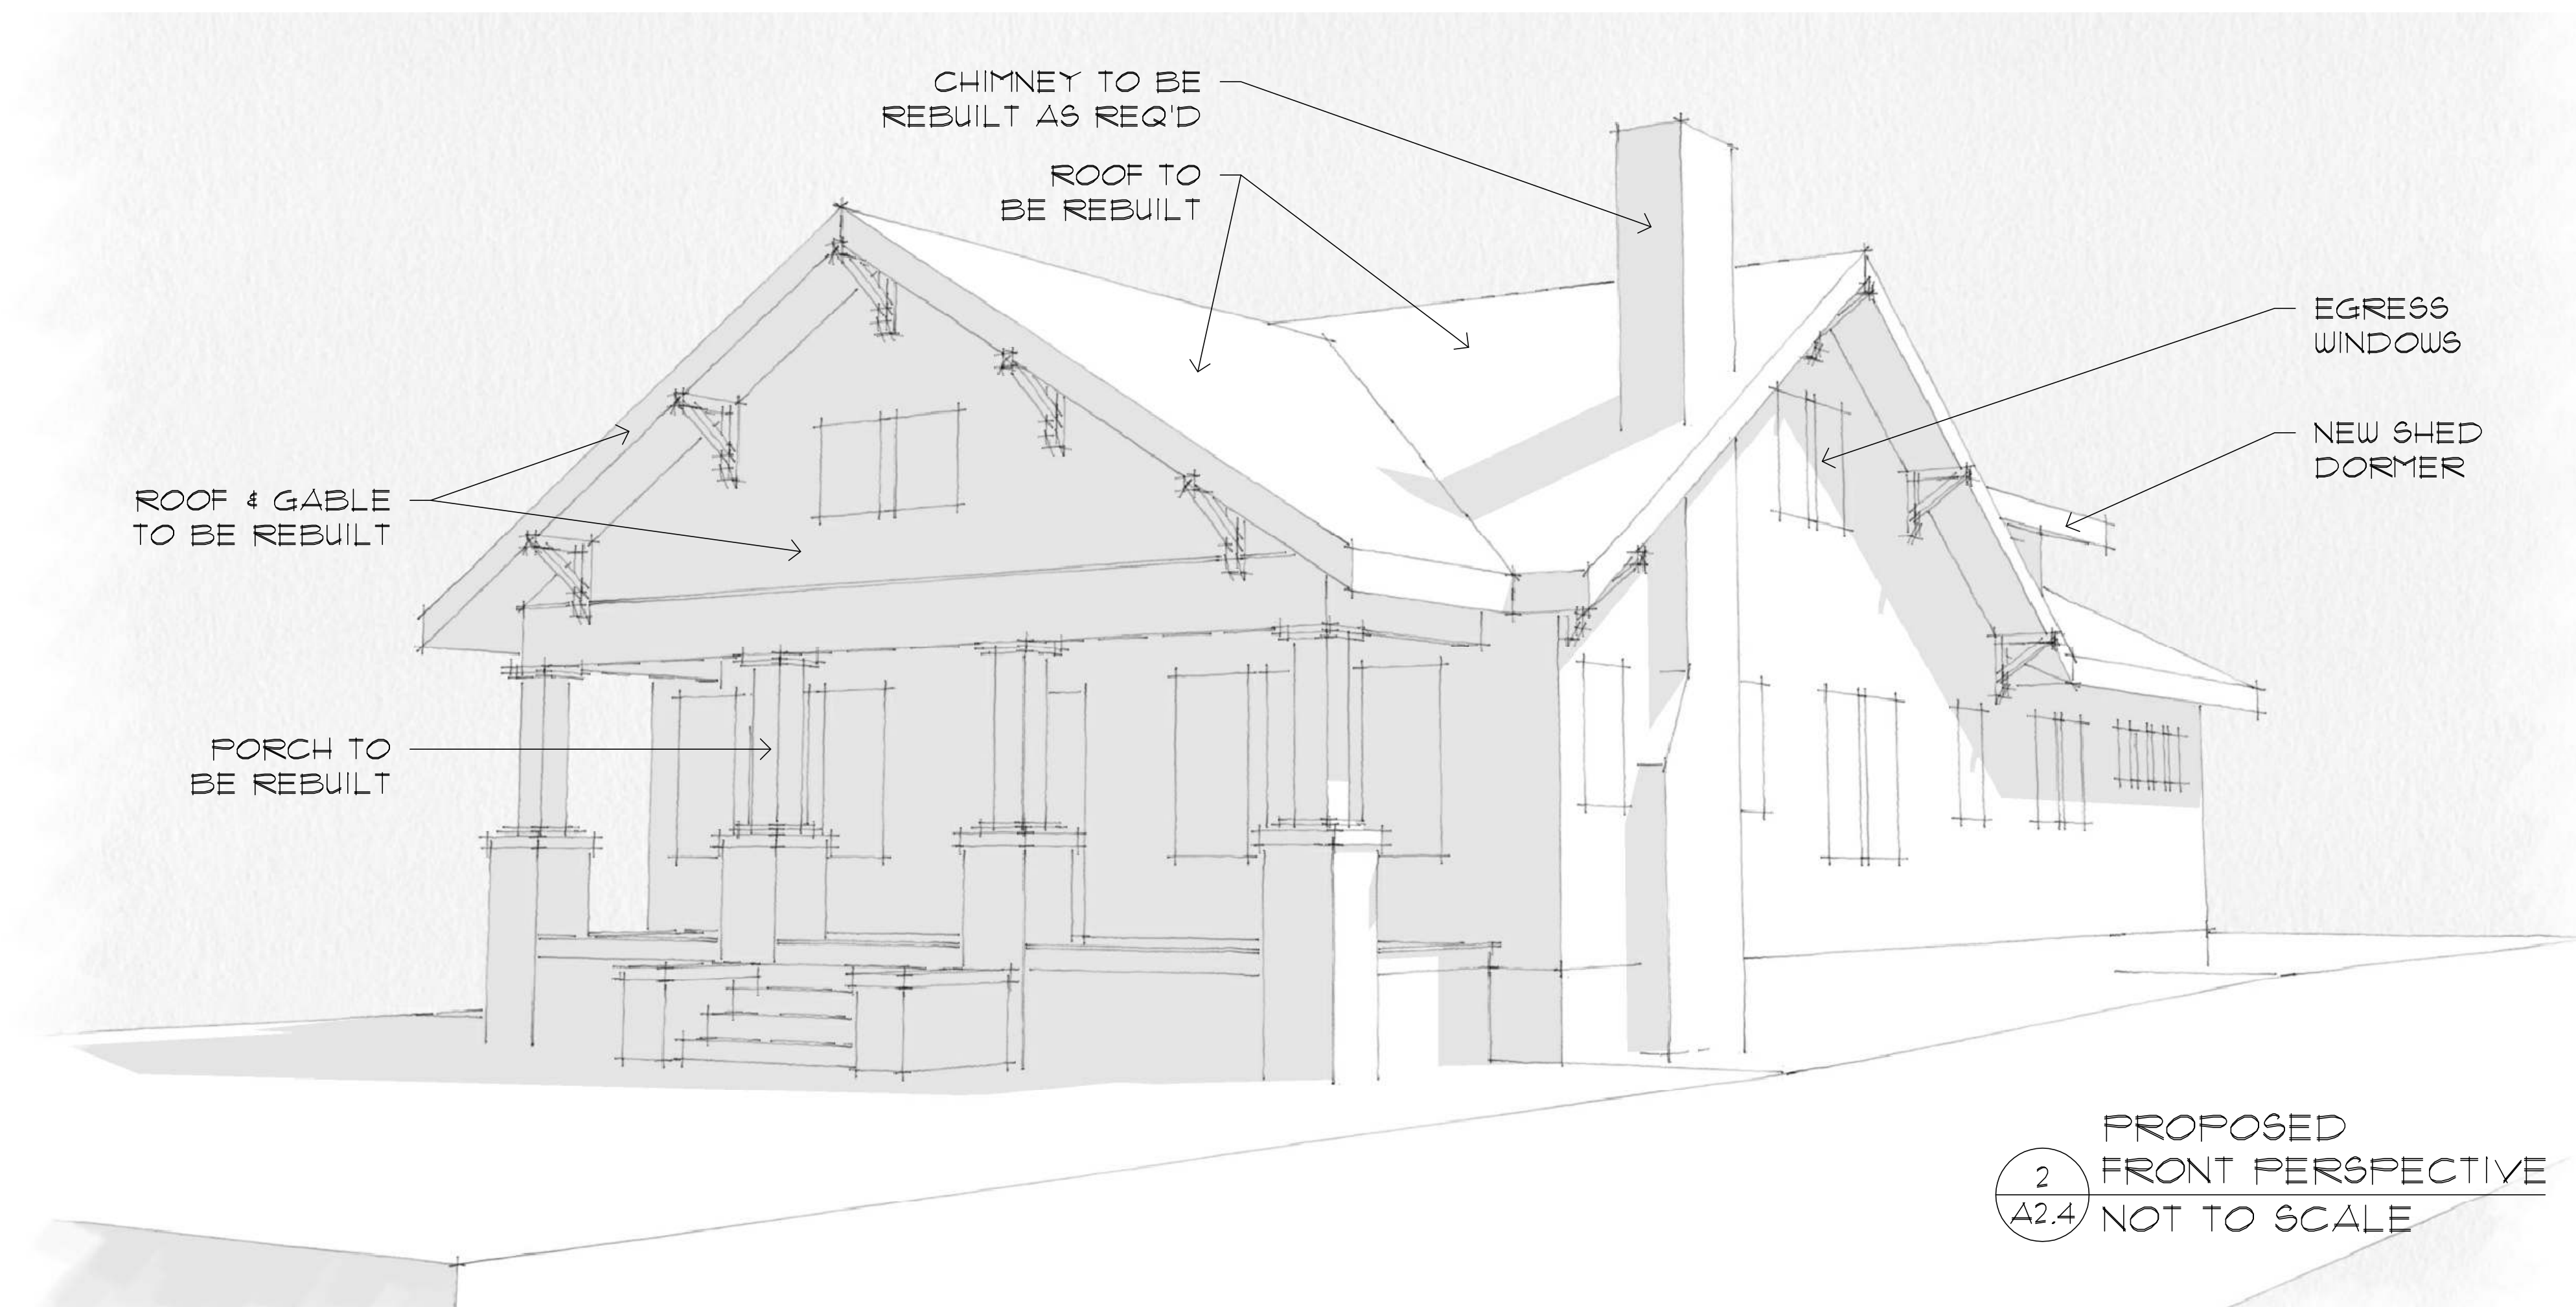 CHIMNEY TO BE
REBUILT AS REQ'D
ROOF TO
BE REBUILT
EGRESS
WINDOWS
NEW SHED
DORMER
ROOF & GABLE
TO BE REBUILT
PORCH TO
BE REBUILT
PROPOSED
FRONT PERSPECTIVE
NOT TO SCALE
2
A2.4